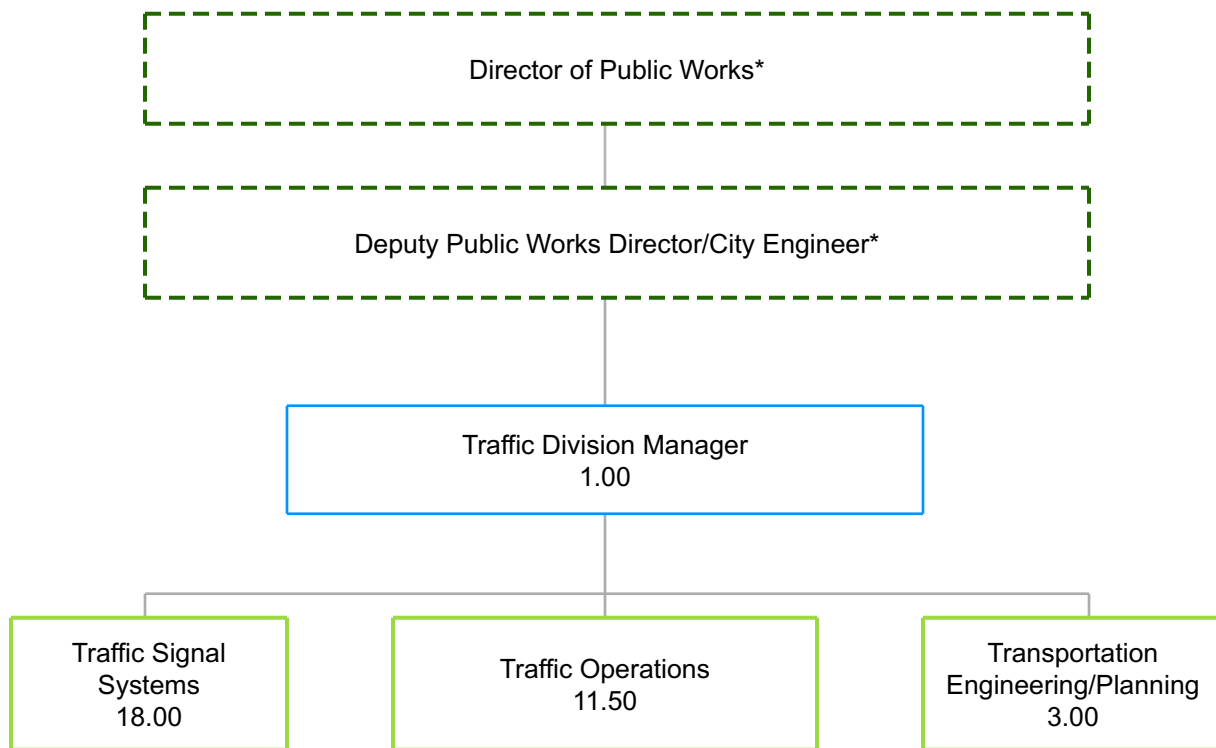 Director of Public Works*
Deputy Public Works Director/City Engineer*
Traffic Division Manager
1.00
Traffic Signal
Systems
18.00
Traffic Operations
11.50
Transportation
Engineering/Planning
3.00